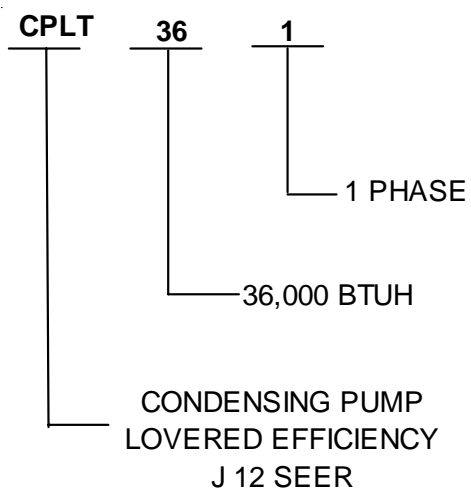 CPLT 36 1
1 PHASE
36,000 BTUH
CONDENSING PUMP
LOVERED EFFICIENCY
J 12 SEER